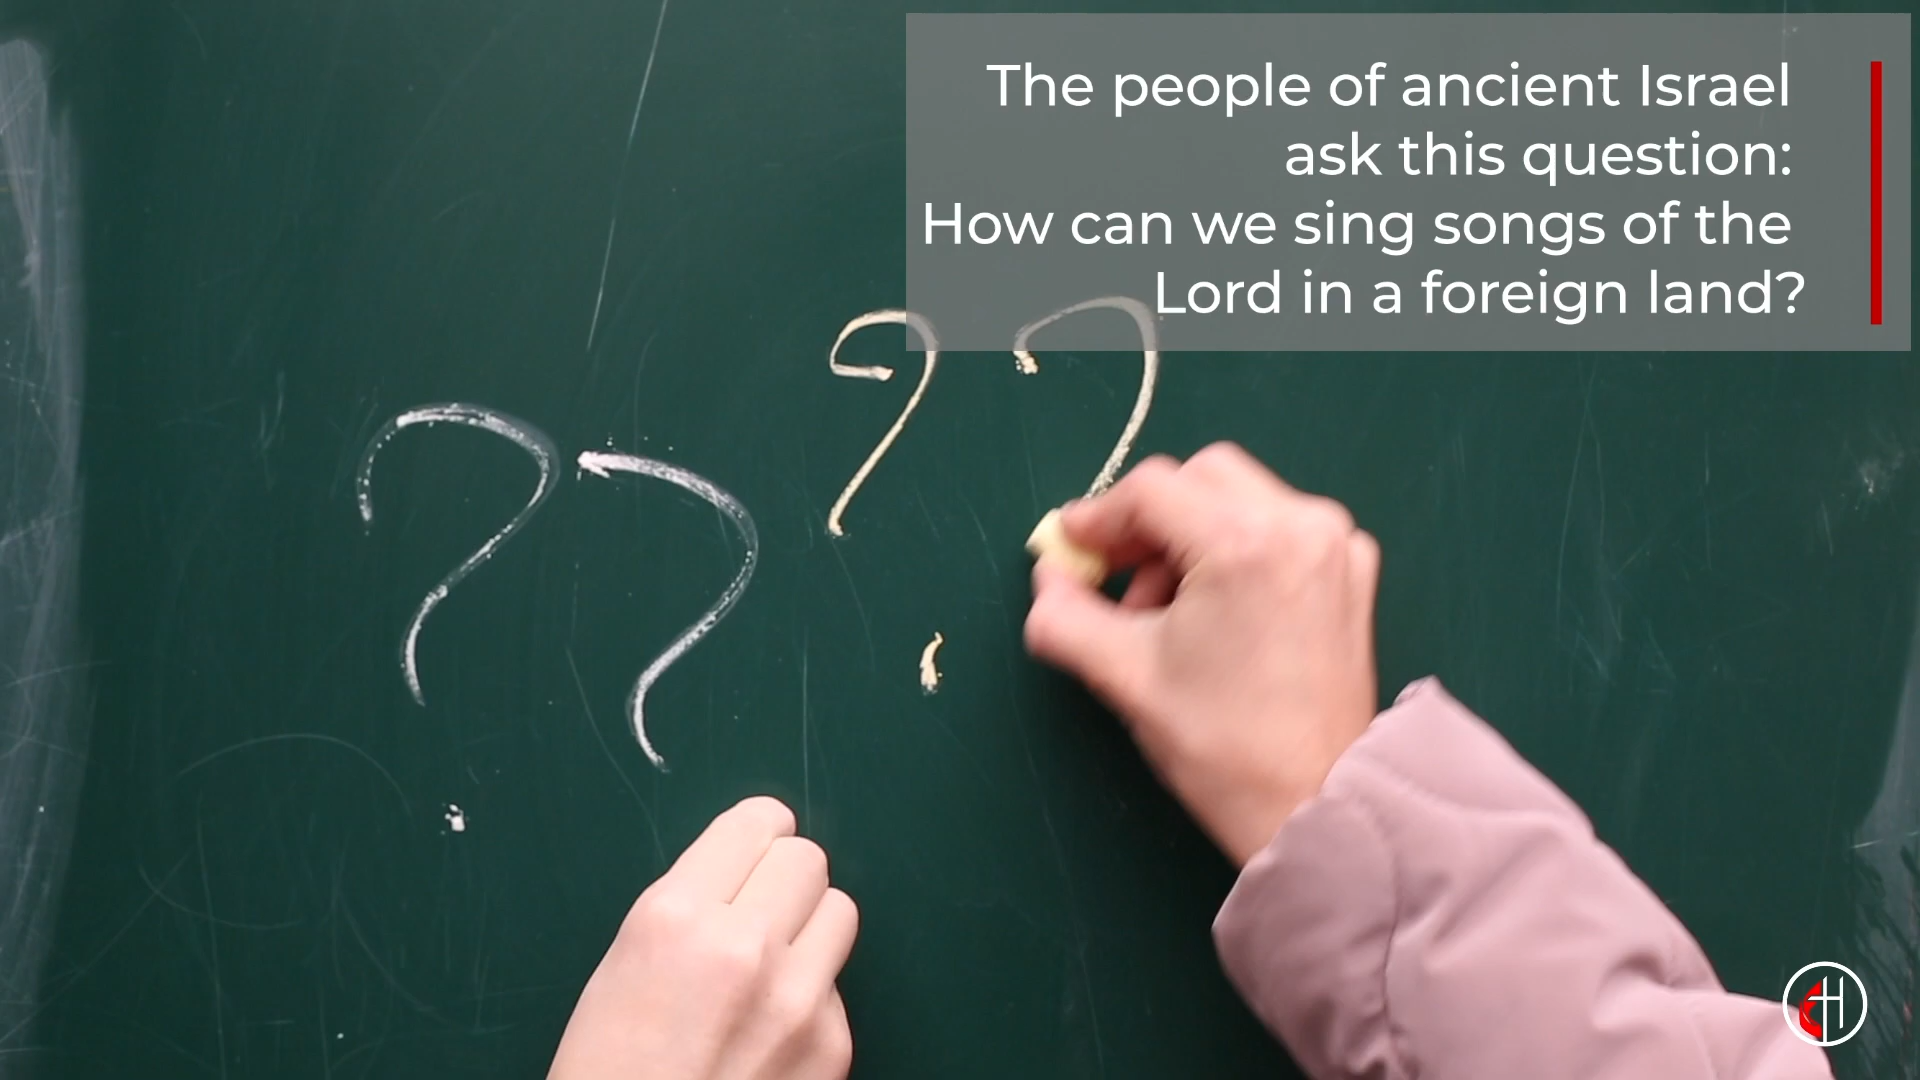 The people of ancient Israel
ask this question:
How can we sing songs of the
Lord in a foreign land?
? ? ? ?